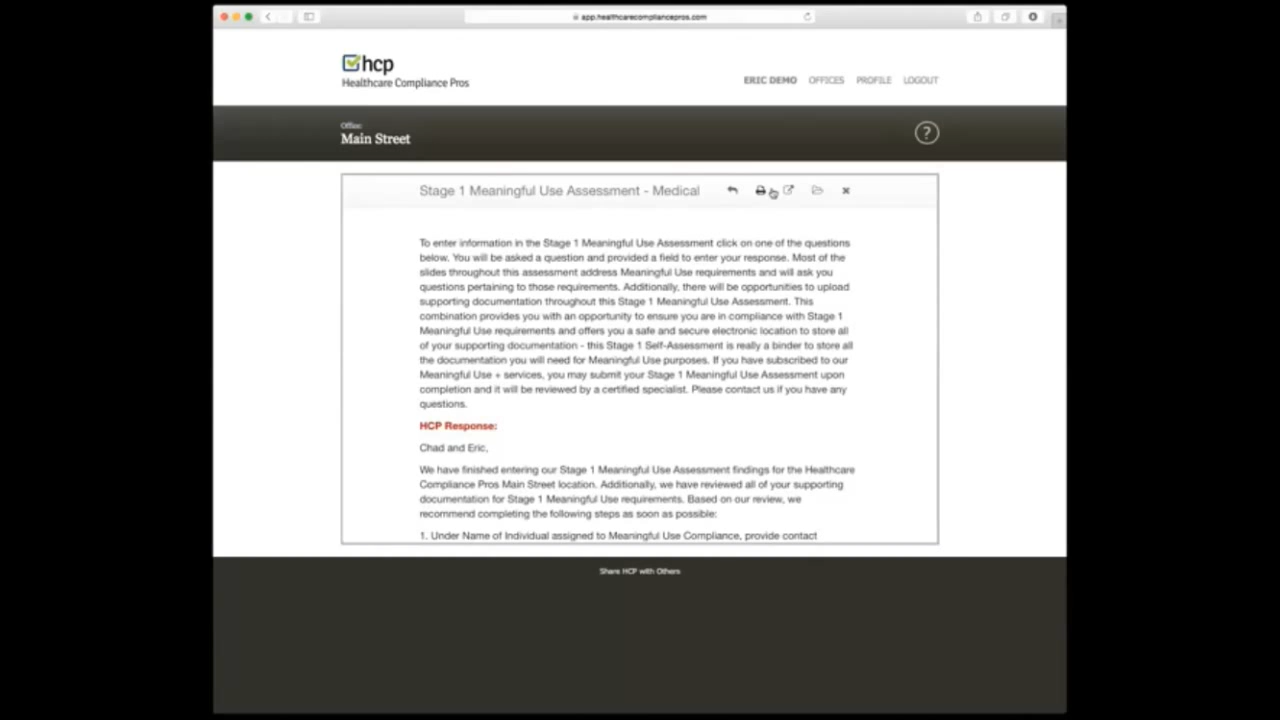 app.healthcarecompliancepros.com
hcp
Healthcare Compliance Pros
ERIC DEMO OFFICES PROFILE LOGOUT
Office:
Main Street
?
Stage 1 Meaningful Use Assessment - Medical
To enter information in the Stage 1 Meaningful Use Assessment click on one of the questions
below. You will be asked a question and provided a field to enter your response. Most of the
slides throughout this assessment address Meaningful Use requirements and will ask you
questions pertaining to those requirements. Additionally, there will be opportunities to upload
supporting documentation throughout this Stage 1 Meaningful Use Assessment. This
combination provides you with an opportunity to ensure you are in compliance with Stage 1
Meaningful Use requirements and offers you a safe and secure electronic location to store all
of your supporting documentation - this Stage 1 Self-Assessment is really a binder to store all
the documentation you will need for Meaningful Use purposes. If you have subscribed to our
Meaningful Use + services, you may submit your Stage 1 Meaningful Use Assessment upon
completion and it will be reviewed by a certified specialist. Please contact us if you have any
questions.
HCP Response:
Chad and Eric,
We have finished entering our Stage 1 Meaningful Use Assessment findings for the Healthcare
Compliance Pros Main Street location. Additionally, we have reviewed all of your supporting
documentation for Stage 1 Meaningful Use requirements. Based on our review, we
recommend completing the following steps as soon as possible:
1. Under Name of Individual assigned to Meaningful Use Compliance, provide contact
Share HCP with Others